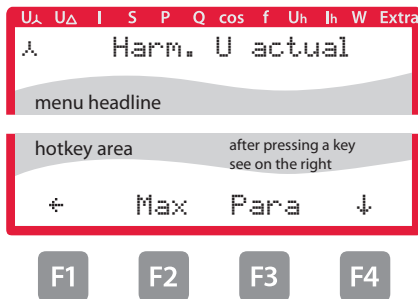 U⅄ U△ I S P Q cos f Uh Ih W Extra
⅄ Harm. U actual
menu headline
hotkey area
after pressing a key
see on the right
← Max Para ↓
F1 F2 F3 F4